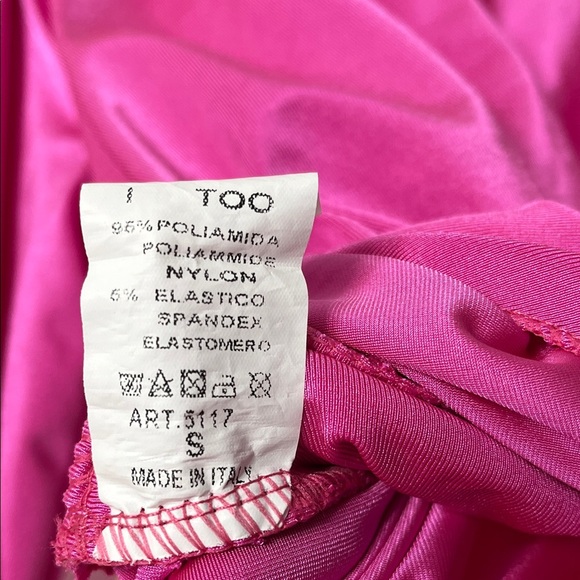 I TOO
95% POLIAMIDA
POLIAMMIDE
NYLON
5% ELASTICO
SPANDEX
ELASTOMERO
ART.5117
S
MADE IN ITALY